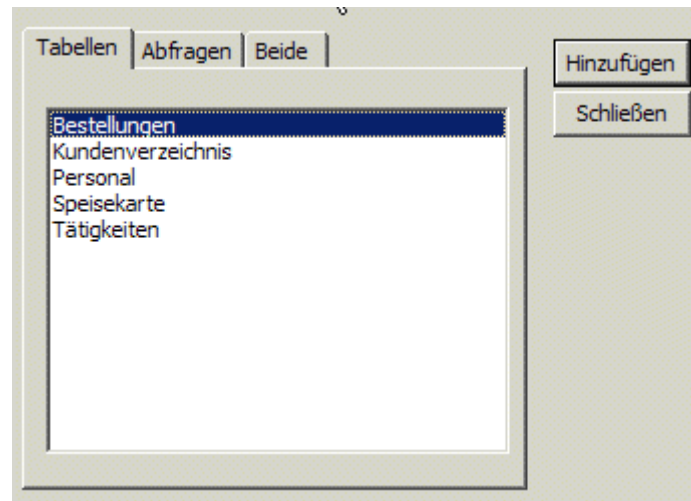 Tabellen Abfragen Beide
Hinzufügen
Schließen
Bestellungen
Kundenverzeichnis
Personal
Speisekarte
Tätigkeiten